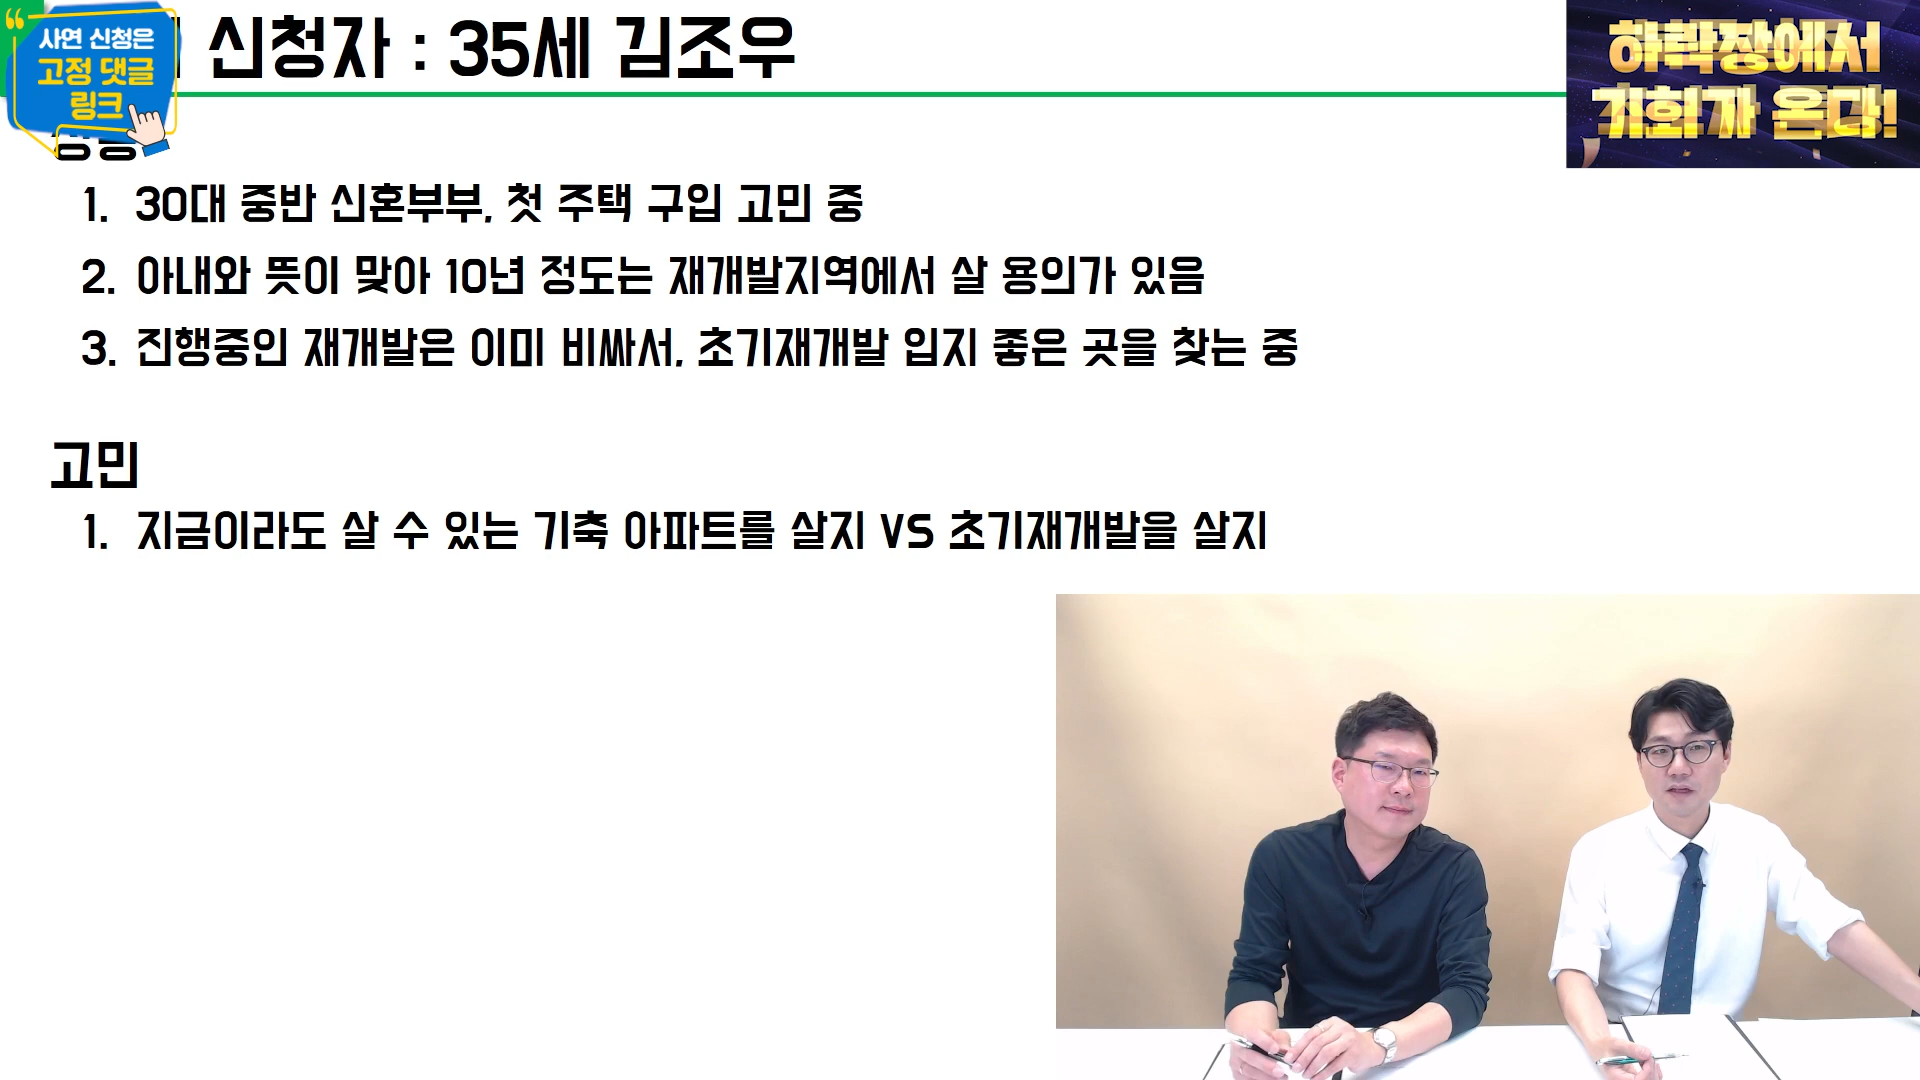 사연 신청은
고정 댓글
링크
신청자 : 35세 김조우
하락장에서
기회가 온다!
1. 30대 중반 신혼부부, 첫 주택 구입 고민 중
2. 아내와 뜻이 맞아 10년 정도는 재개발지역에서 살 용의가 있음
3. 진행중인 재개발은 이미 비싸서, 초기재개발 입지 좋은 곳을 찾는 중
고민
1. 지금이라도 살 수 있는 기축 아파트를 살지 VS 초기재개발을 살지